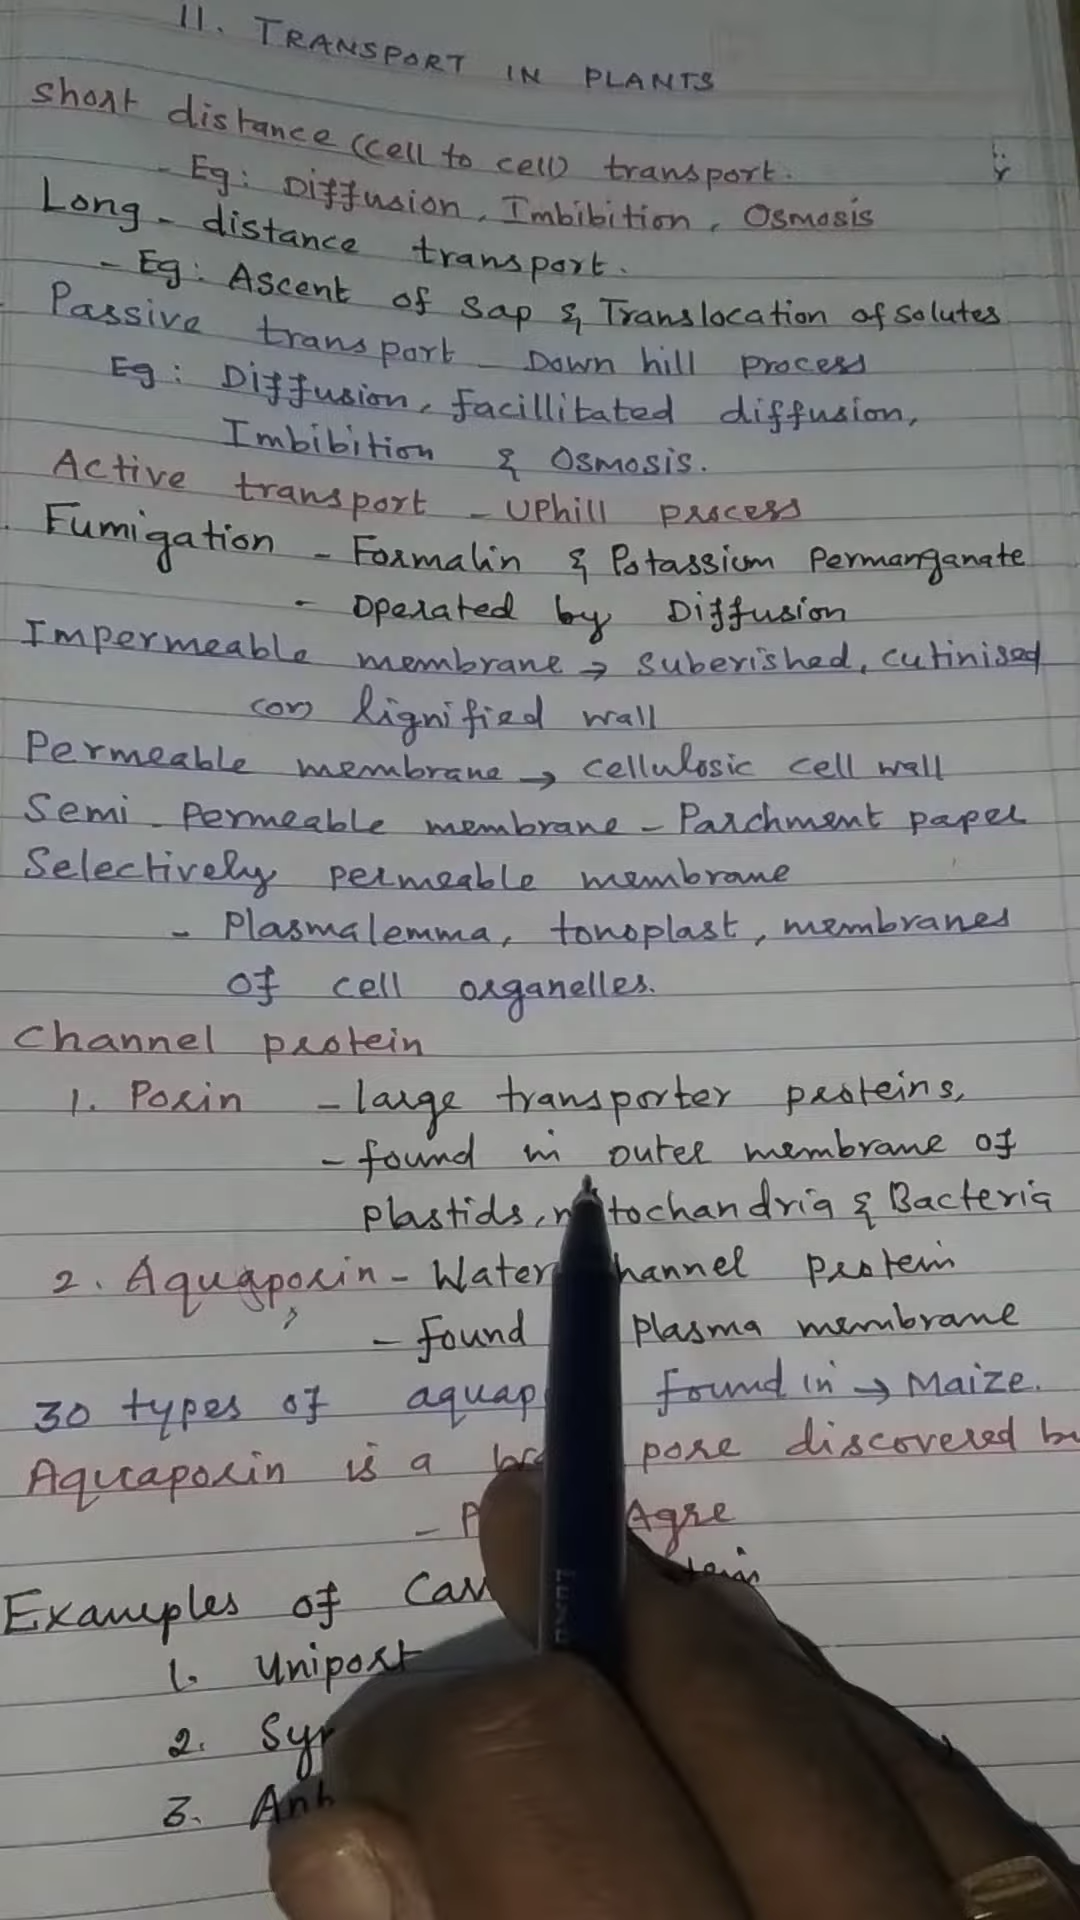 11. TRANSPORT IN PLANTS
Short distance (cell to cell) transport.
- Eg: Diffusion, Imbibition, Osmosis
Long - distance transport.
- Eg: Ascent of Sap & Translocation of solutes
Passive transport - Down hill process
Eg: Diffusion, facillitated diffusion,
Imbibition & Osmosis.
Active transport - Uphill process
Fumigation - Formalin & Potassium Permanganate
- Operated by Diffusion
Impermeable membrane → suberished, cutinised
(or) lignified wall
Permeable membrane → cellulosic cell wall
Semi - Permeable membrane - Parchment paper
Selectively permeable membrane
- Plasmalemma, tonoplast, membranes
of cell organelles.
Channel protein
1. Porin - large transporter proteins,
- found in outer membrane of
plastids, tochandria & Bacteria
2. Aquaporin - Water hannel protein
- found plasma membrane
30 types of aquap found in → Maize.
Aquaporin is a pore discovered
- Agre
Examples of
1. Uniport
2. Sy
3. An